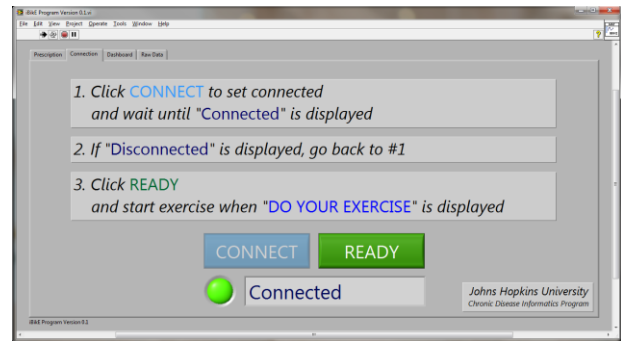 iBikE Program Version 0.1.vi
File Edit View Project Operate Tools Window Help
Prescription Connection Dashboard Raw Data
1. Click CONNECT to set connected
and wait until "Connected" is displayed
2. If "Disconnected" is displayed, go back to #1
3. Click READY
and start exercise when "DO YOUR EXERCISE" is displayed
CONNECT READY
Connected
Johns Hopkins University
Chronic Disease Informatics Program
iBikE Program Version 0.1